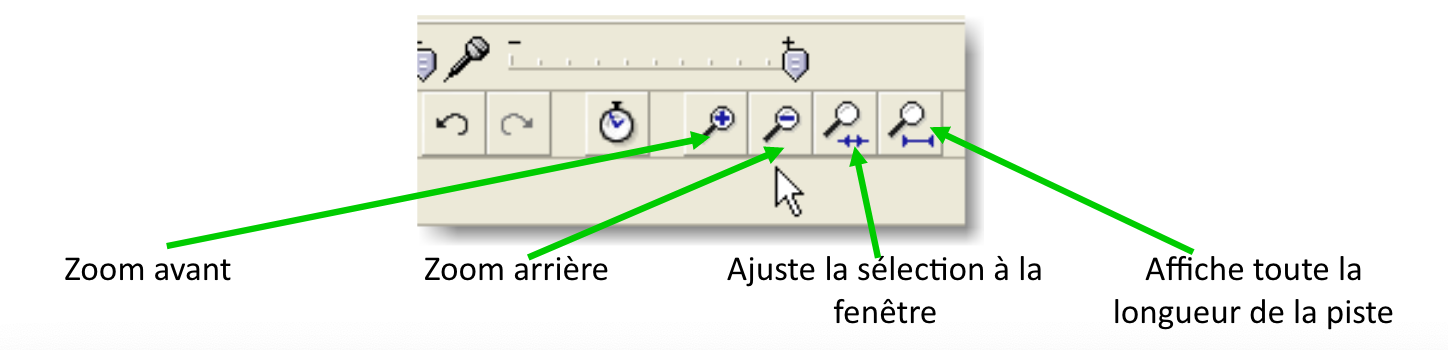 Zoom avant
Zoom arrière
Ajuste la sélection à la
fenêtre
Affiche toute la
longueur de la piste